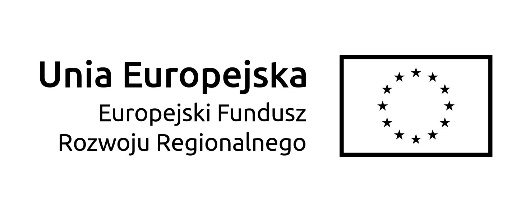 Unia Europejska
Europejski Fundusz
Rozwoju Regionalnego